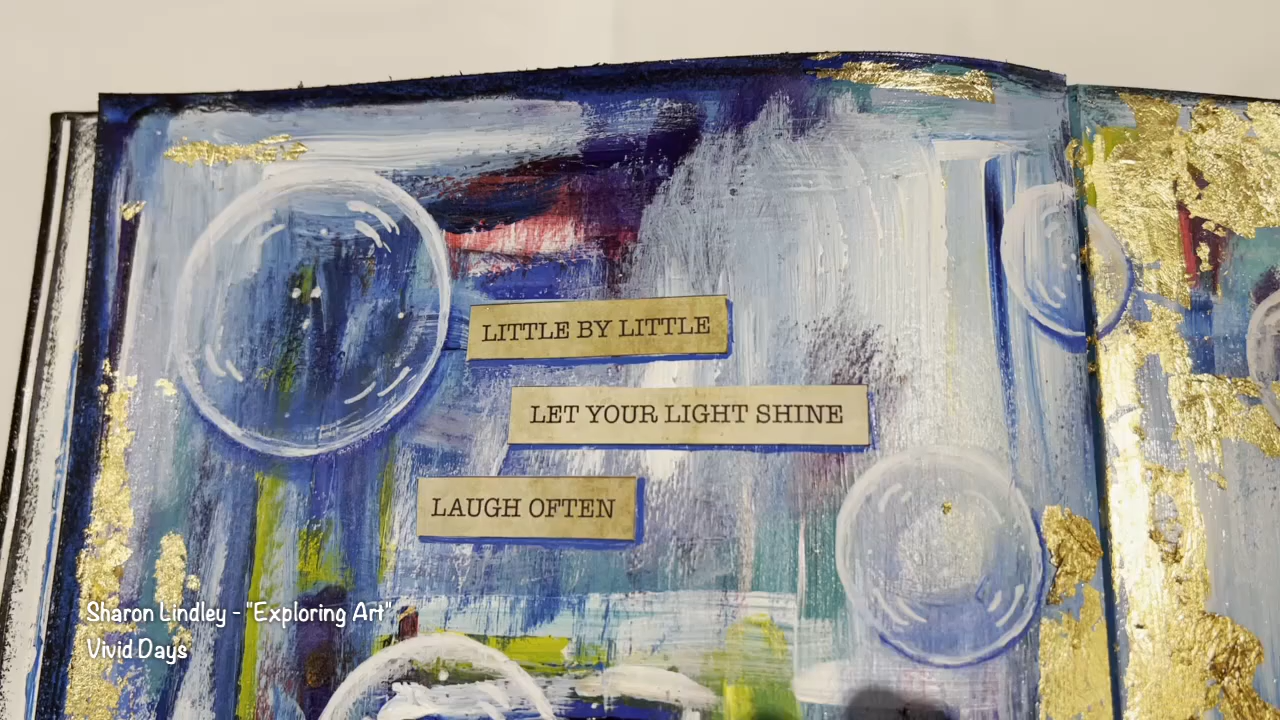 LITTLE BY LITTLE
LET YOUR LIGHT SHINE
LAUGH OFTEN
Sharon Lindley - "Exploring Art"
Vivid Days